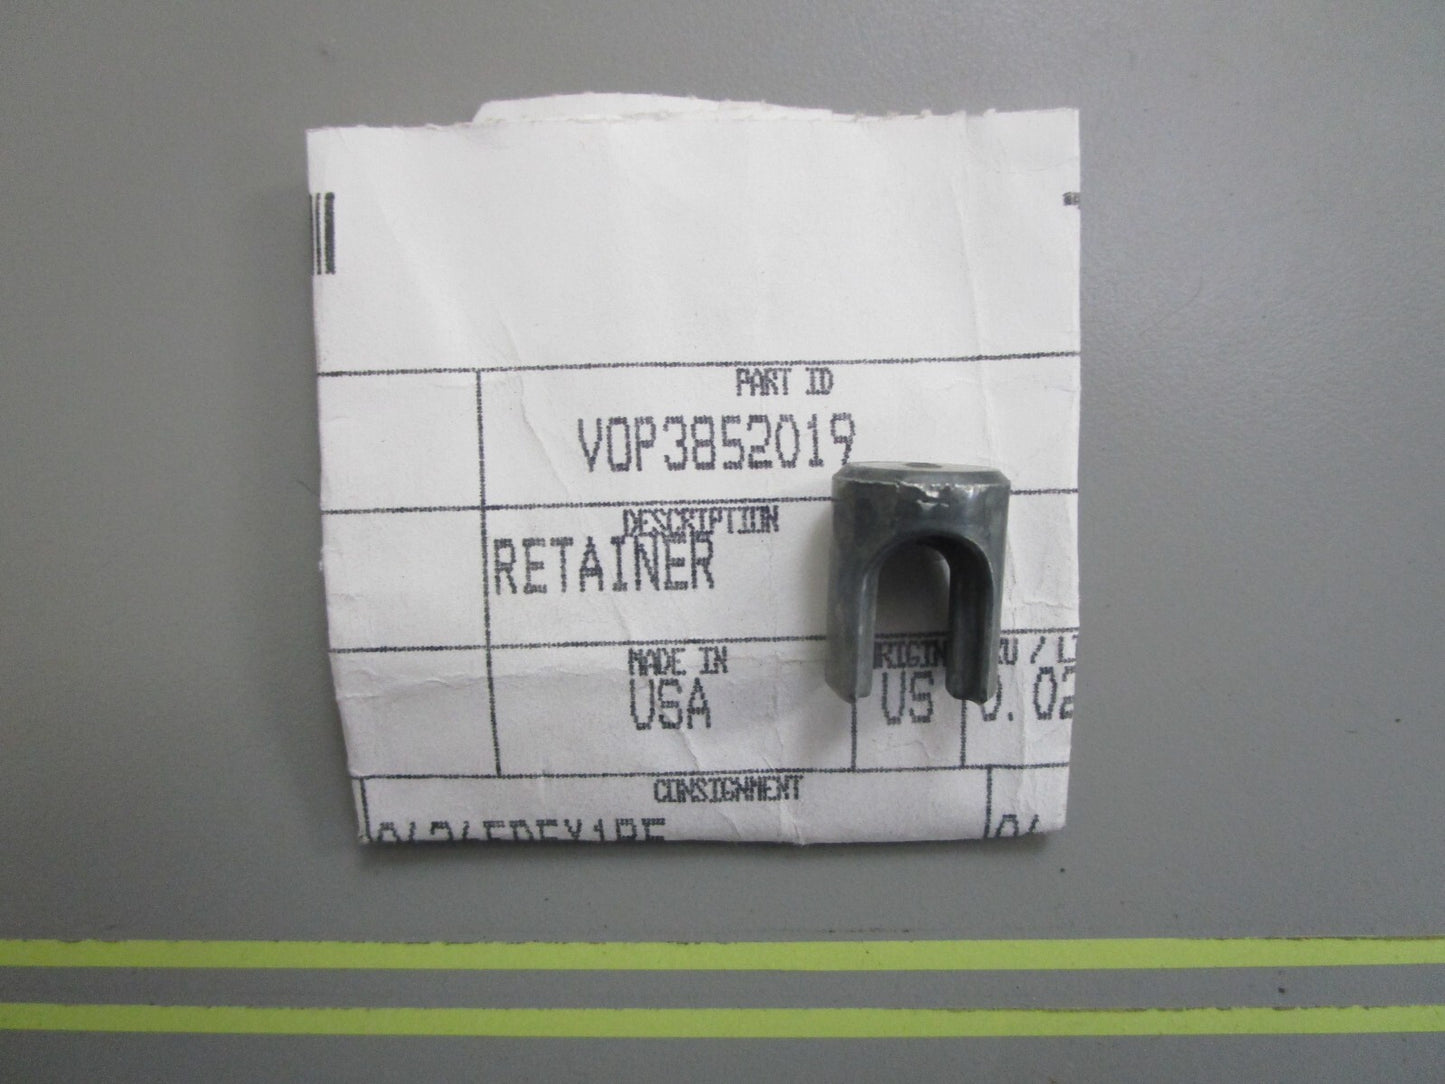 PART ID
VOP3852019
DESCRIPTION
RETAINER
MADE IN
USA
US
CONSIGNMENT